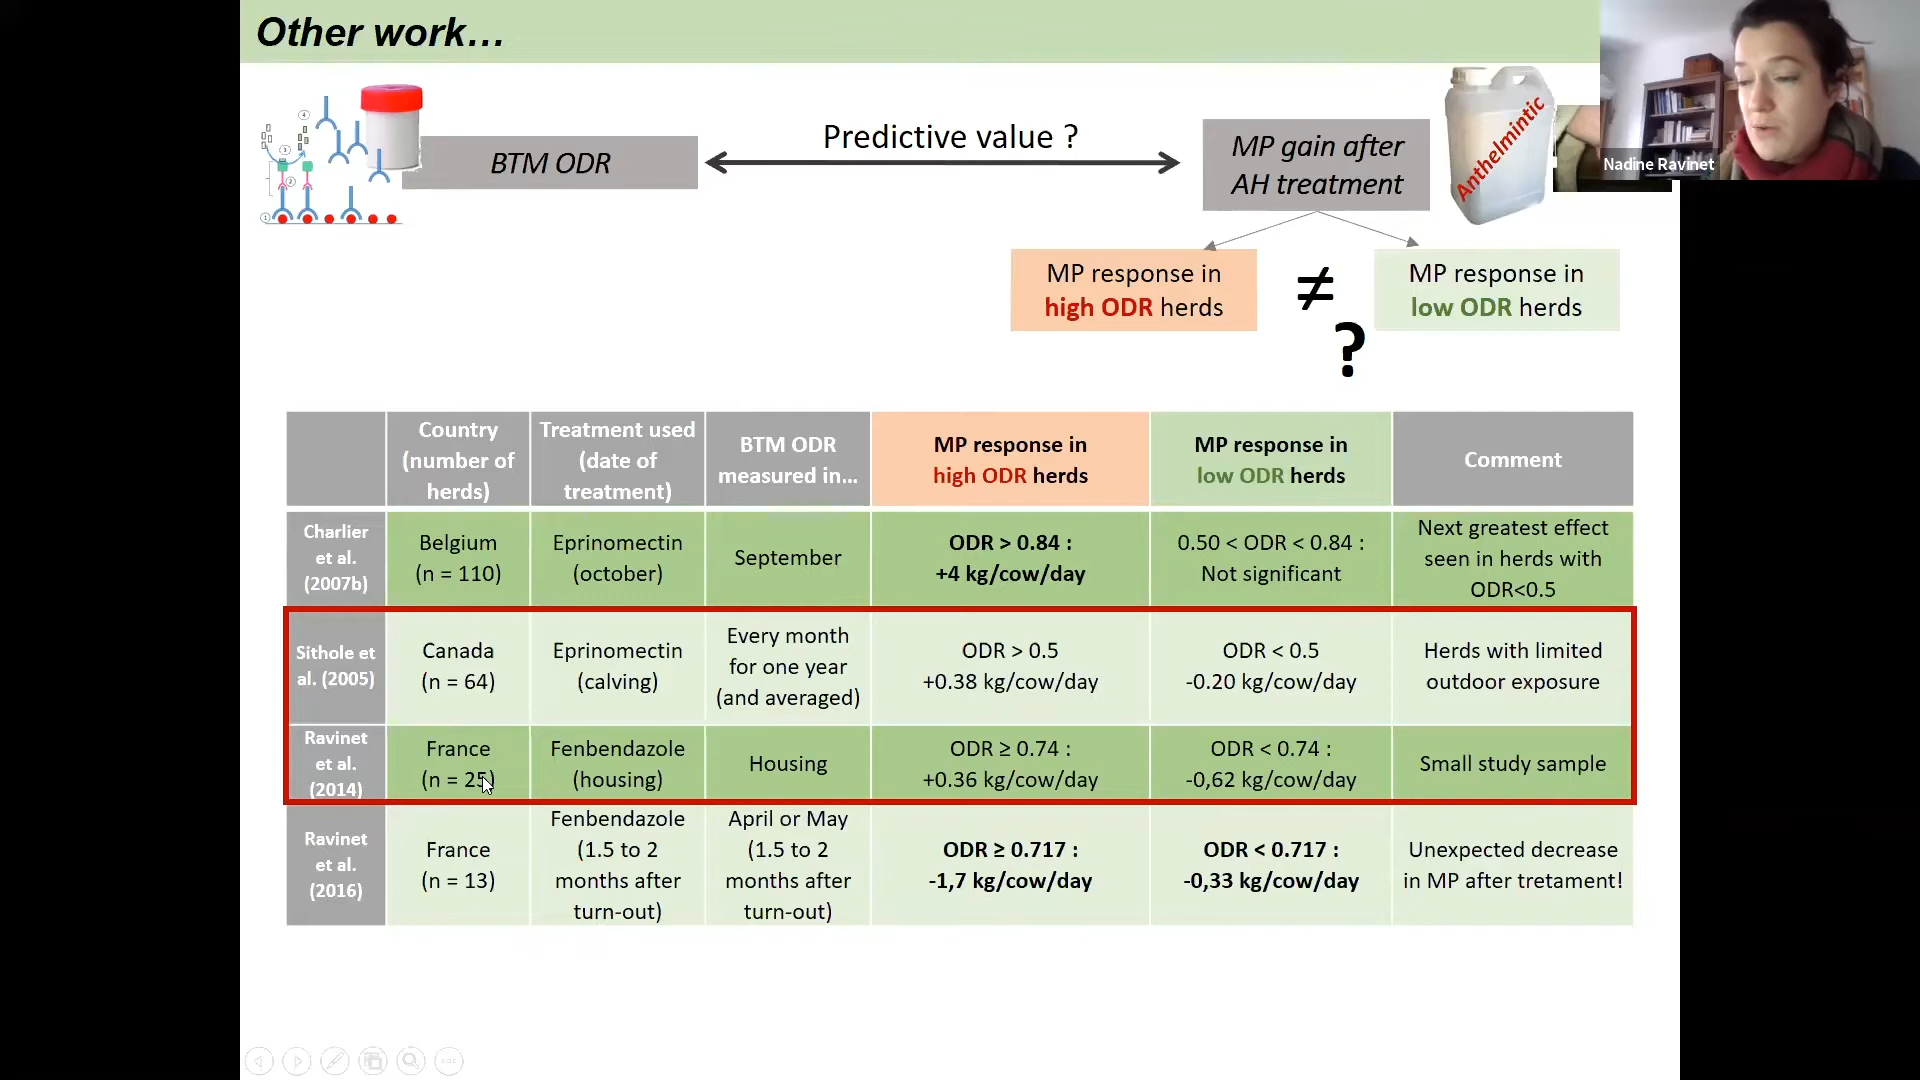 Other work…
Nadine Ravinet
Predictive value ?
BTM ODR
MP gain after
AH treatment
Anthelmintic
MP response in
high ODR herds
≠
?
MP response in
low ODR herds
Country
(number of
herds)
Treatment used
(date of
treatment)
BTM ODR
measured in…
MP response in
high ODR herds
MP response in
low ODR herds
Comment
Charlier
et al.
(2007b)
Belgium
(n = 110)
Eprinomectin
(october)
September
ODR > 0.84 :
+4 kg/cow/day
0.50 < ODR < 0.84 :
Not significant
Next greatest effect
seen in herds with
ODR<0.5
Sithole et
al. (2005)
Canada
(n = 64)
Eprinomectin
(calving)
Every month
for one year
(and averaged)
ODR > 0.5
+0.38 kg/cow/day
ODR < 0.5
-0.20 kg/cow/day
Herds with limited
outdoor exposure
Ravinet
et al.
(2014)
France
(n = 25)
Fenbendazole
(housing)
Housing
ODR ≥ 0.74 :
+0.36 kg/cow/day
ODR < 0.74 :
-0,62 kg/cow/day
Small study sample
Ravinet
et al.
(2016)
France
(n = 13)
Fenbendazole
(1.5 to 2
months after
turn-out)
April or May
(1.5 to 2
months after
turn-out)
ODR ≥ 0.717 :
-1,7 kg/cow/day
ODR < 0.717 :
-0,33 kg/cow/day
Unexpected decrease
in MP after tretament!